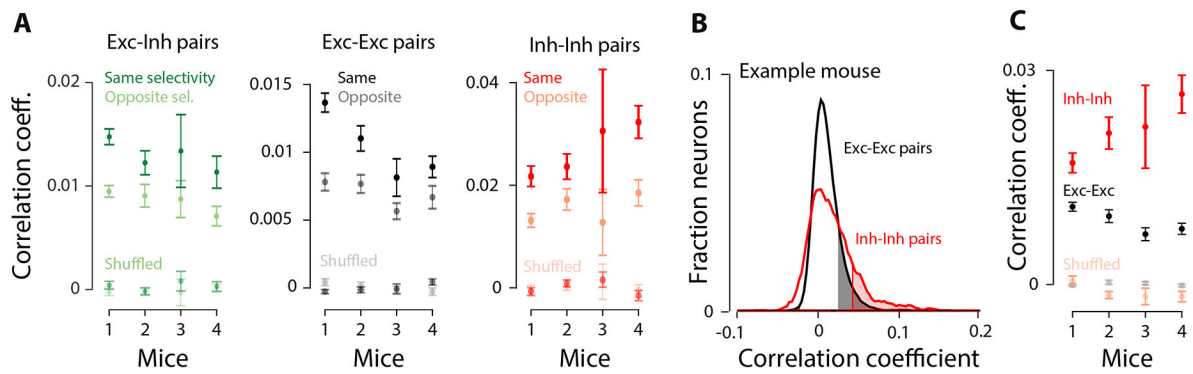 A
Exc-Inh pairs
Correlation coeff.
0.02
0.01
0
Same selectivity
Opposite sel.
Shuffled
1 2 3 4
Mice
Exc-Exc pairs
0.015
0.01
0.005
0
Same
Opposite
Shuffled
1 2 3 4
Mice
Inh-Inh pairs
0.04
0.02
0
Same
Opposite
Shuffled
1 2 3 4
Mice
B
Fraction neurons
0.1
0
Example mouse
Exc-Exc pairs
Inh-Inh pairs
-0.1 0 0.1 0.2
Correlation coefficient
C
Correlation coeff.
0.03
0
Inh-Inh
Exc-Exc
Shuffled
1 2 3 4
Mice